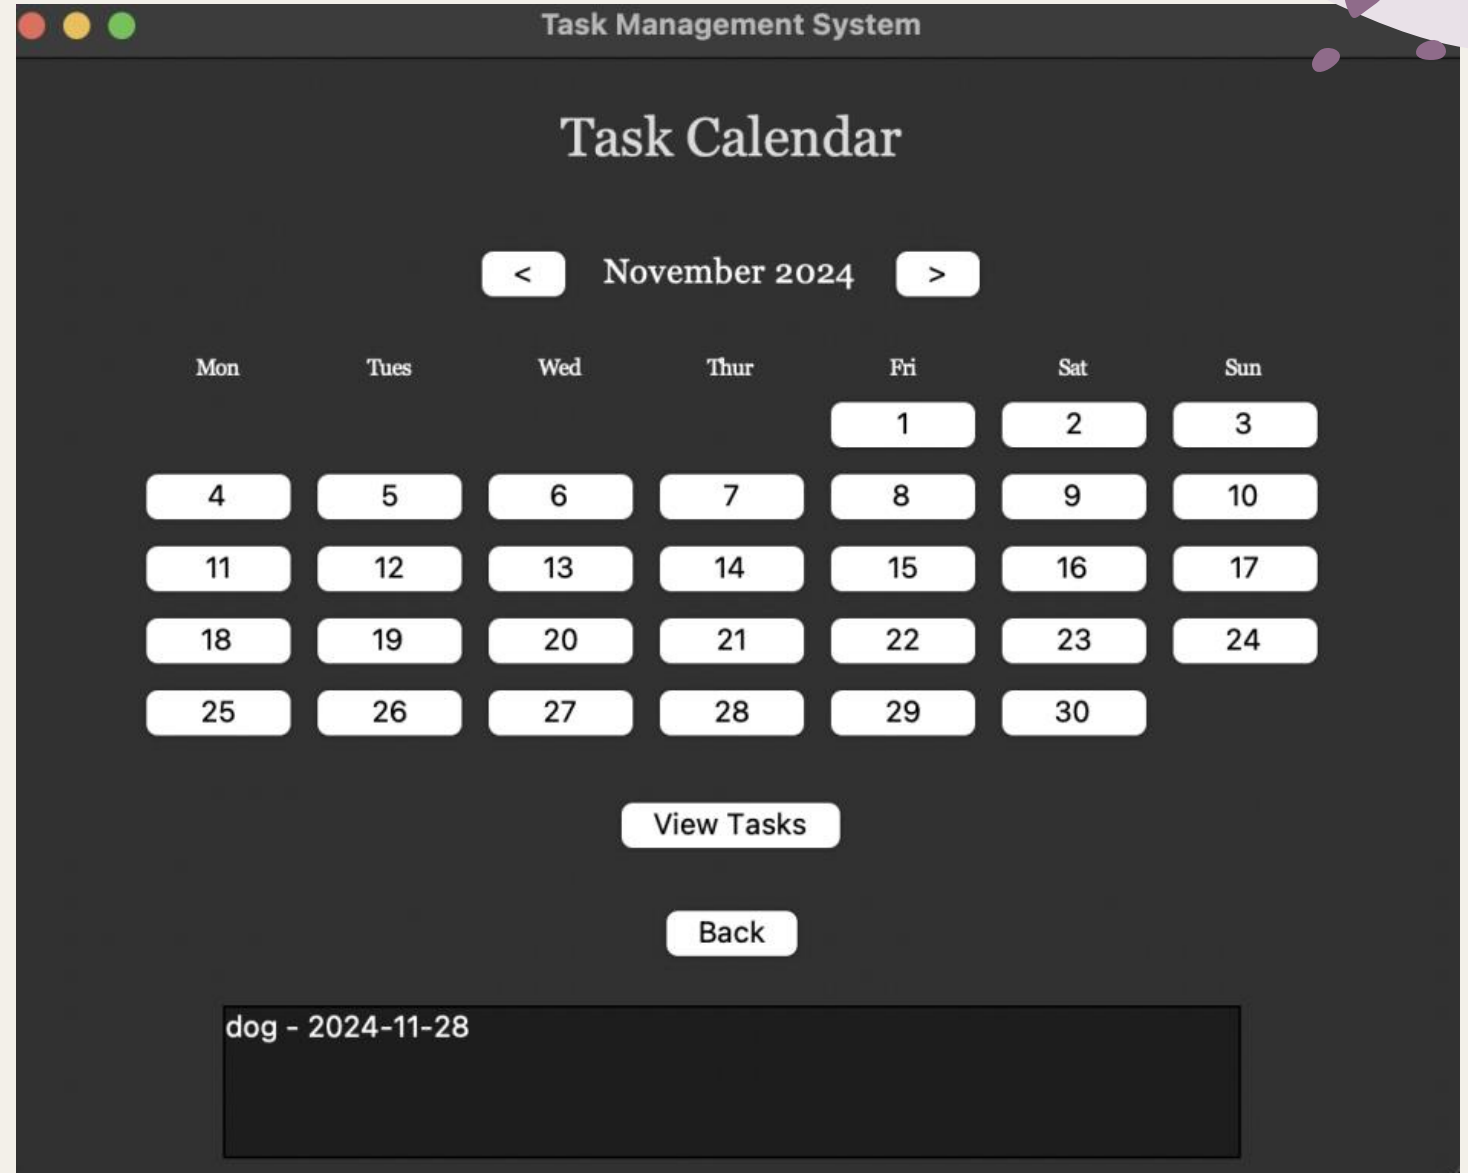 Task Management System
Task Calendar
< November 2024 >
Mon Tues Wed Thur Fri Sat Sun
1 2 3
4 5 6 7 8 9 10
11 12 13 14 15 16 17
18 19 20 21 22 23 24
25 26 27 28 29 30
View Tasks
Back
dog - 2024-11-28